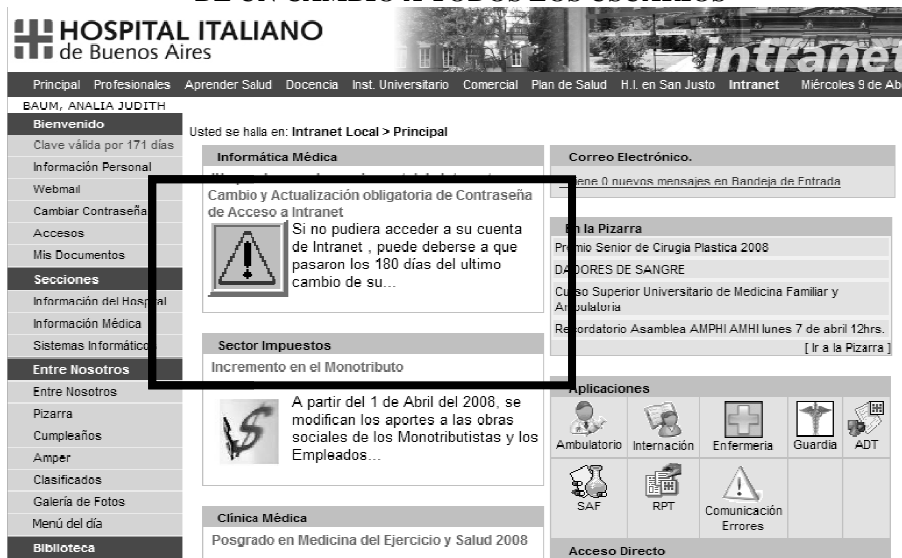 DE UN CAMBIO A TODOS LOS USUARIOS
HOSPITAL ITALIANO
de Buenos Aires
intranet
Principal Profesionales Aprender Salud Docencia Inst. Universitario Comercial Plan de Salud H.I. en San Justo Intranet Miércoles 9 de Ab
BAUM, ANALIA JUDITH
Bienvenido
Clave válida por 171 días
Información Personal
Webmail
Cambiar Contraseña
Accesos
Mis Documentos
Secciones
Información del Hospital
Información Médica
Sistemas Informáticos
Entre Nosotros
Entre Nosotros
Pizarra
Cumpleaños
Amper
Clasificados
Galería de Fotos
Menú del día
Biblioteca
Usted se halla en: Intranet Local > Principal
Informática Médica
Cambio y Actualización obligatoria de Contraseña
de Acceso a Intranet
Si no pudiera acceder a su cuenta
de Intranet , puede deberse a que
pasaron los 180 días del ultimo
cambio de su...
Sector Impuestos
Incremento en el Monotributo
A partir del 1 de Abril del 2008, se
modifican los aportes a las obras
sociales de los Monotributistas y los
Empleados...
Clínica Médica
Posgrado en Medicina del Ejercicio y Salud 2008
Correo Electrónico.
ene 0 nuevos mensajes en Bandeja de Entrada
En la Pizarra
Premio Senior de Cirugia Plastica 2008
DADORES DE SANGRE
Curso Superior Universitario de Medicina Familiar y
Ambulatoria
Recordatorio Asamblea AMPHI AMHI lunes 7 de abril 12hrs.
[ Ir a la Pizarra ]
Aplicaciones
Ambulatorio Internación Enfermeria Guardia ADT
SAF RPT Comunicación
Errores
Acceso Directo